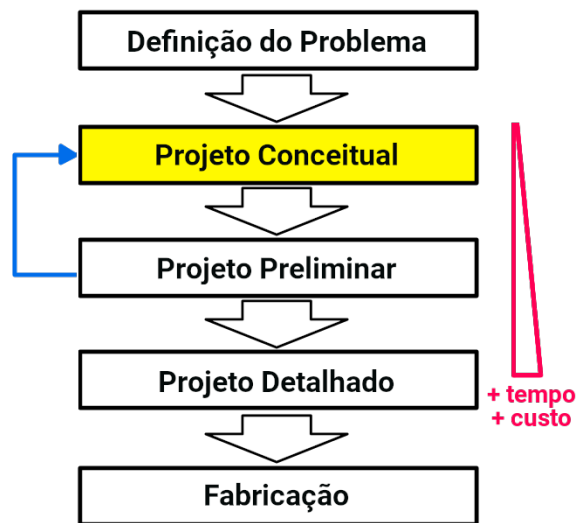 Definição do Problema
Projeto Conceitual
Projeto Preliminar
Projeto Detalhado
+ tempo
+ custo
Fabricação